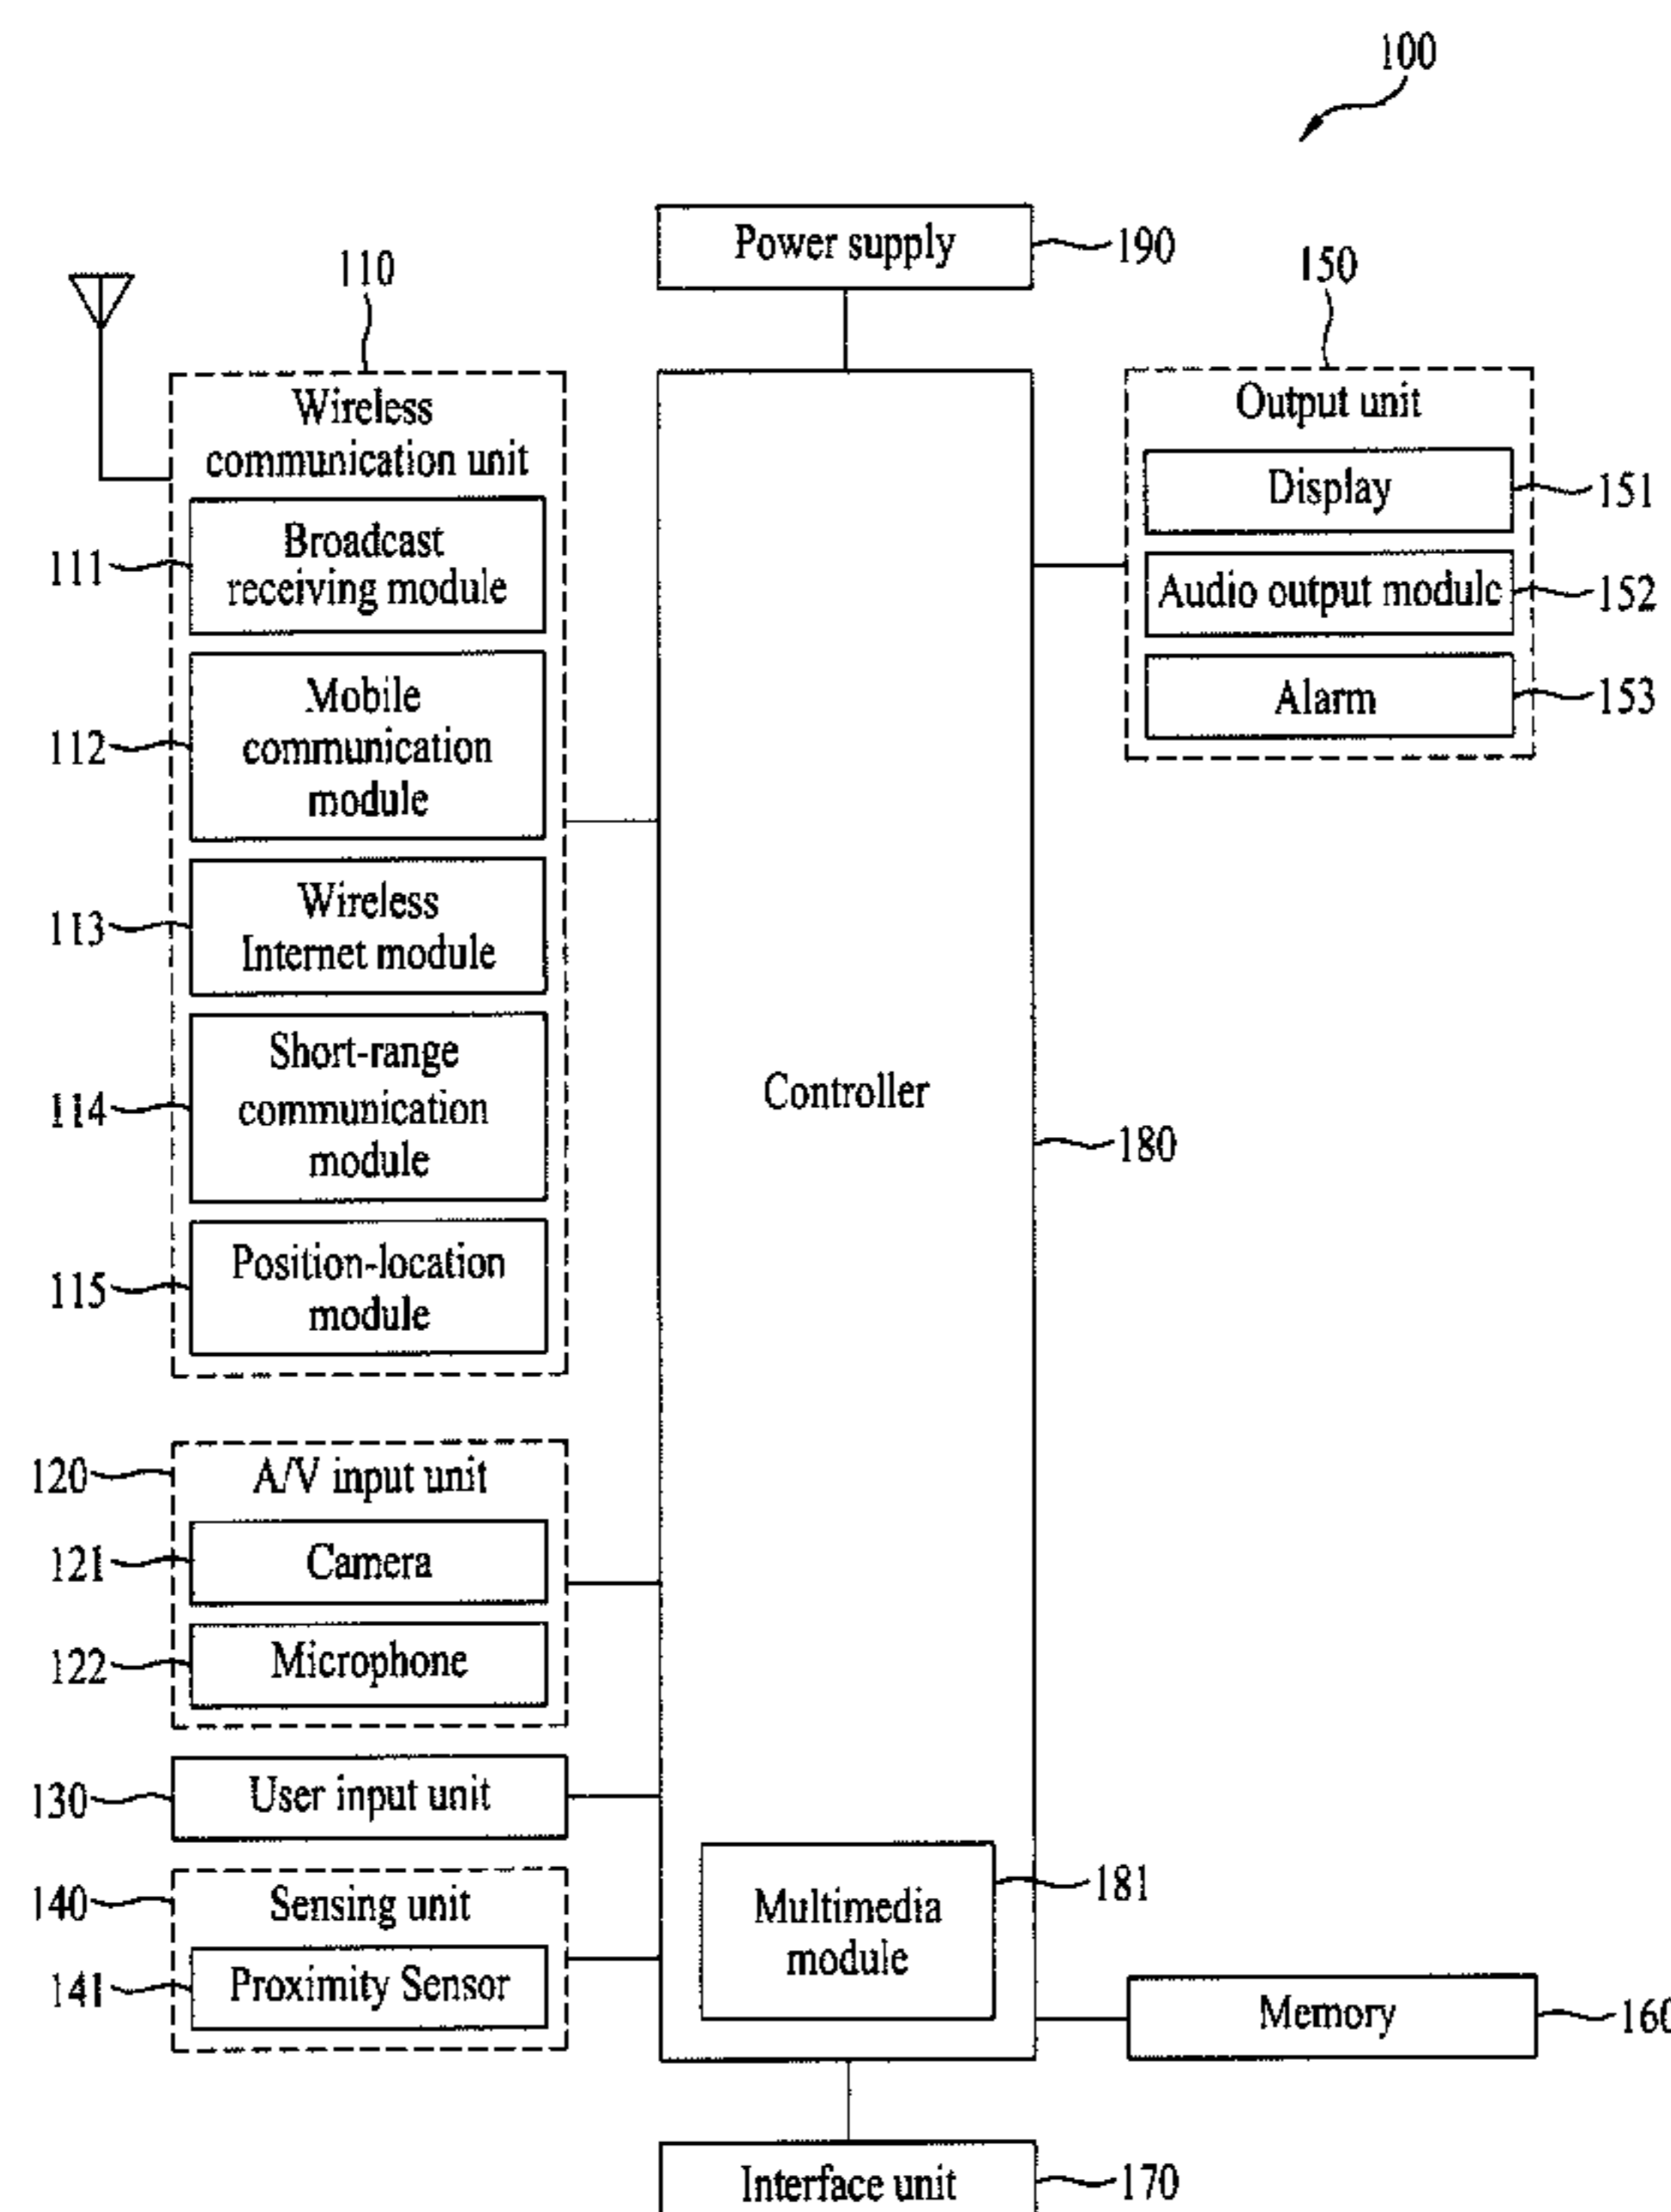 100
Power supply
190
110
150
Wireless
communication unit
Output unit
Display
151
Broadcast
receiving module
111
Audio output module
152
Alarm
153
Mobile
communication
module
112
Wireless
Internet module
113
Short-range
communication
module
114
Controller
180
Position-location
module
115
120
A/V input unit
121
Camera
122
Microphone
130
User input unit
140
Sensing unit
141
Proximity Sensor
Multimedia
module
181
Memory
160
Interface unit
170